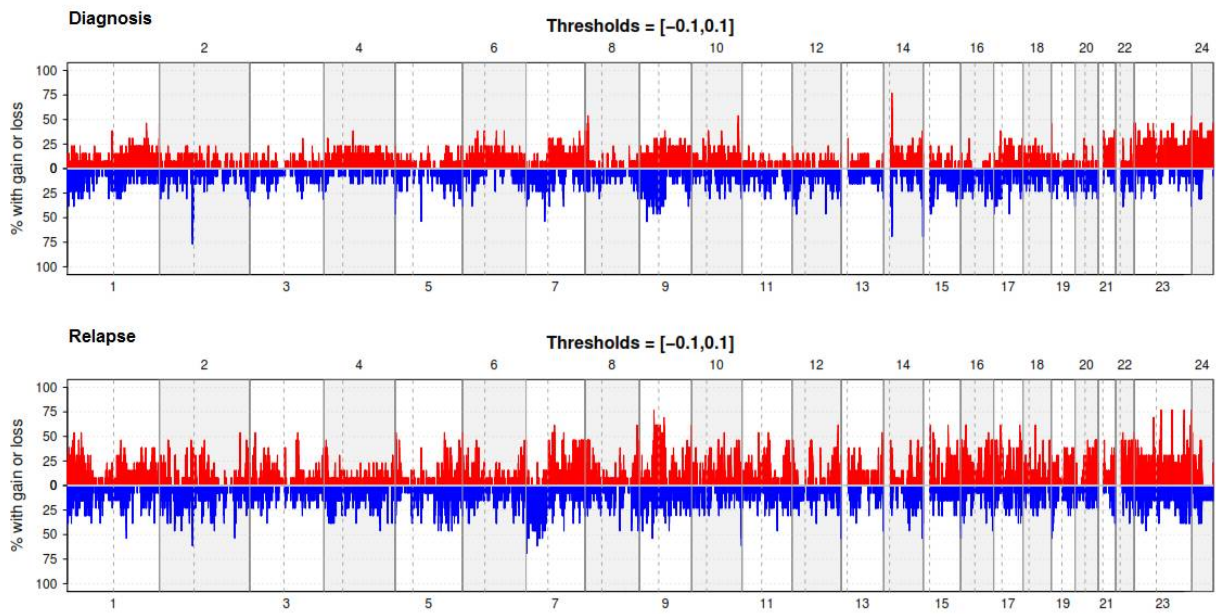 Diagnosis
Thresholds = [−0.1,0.1]
2 4 6 8 10 12 14 16 18 20 22 24
100
75
50
25
0
25
50
75
100
% with gain or loss
1 3 5 7 9 11 13 15 17 19 21 23
Relapse
Thresholds = [−0.1,0.1]
2 4 6 8 10 12 14 16 18 20 22 24
100
75
50
25
0
25
50
75
100
% with gain or loss
1 3 5 7 9 11 13 15 17 19 21 23